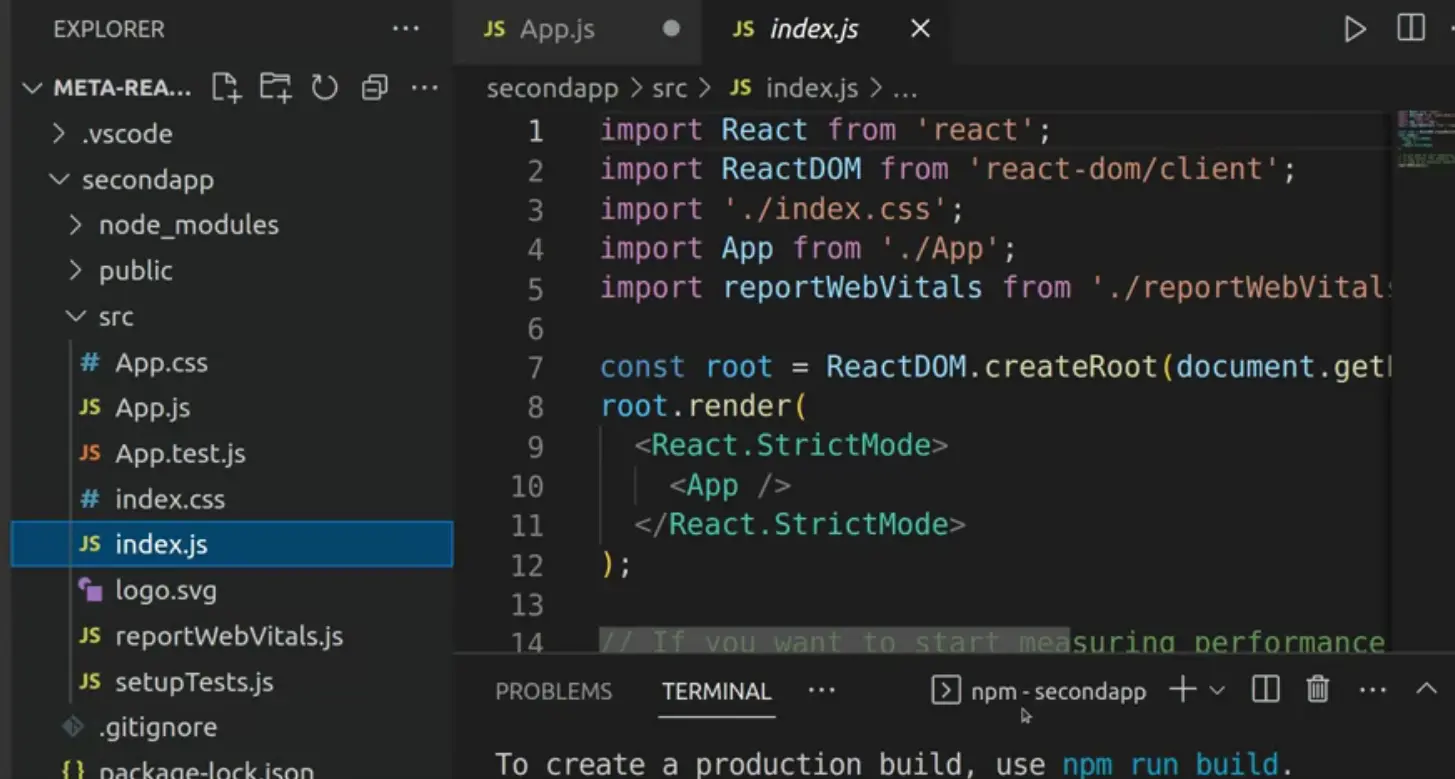 EXPLORER
META-REA...
.vscode
secondapp
node_modules
public
src
# App.css
JS App.js
JS App.test.js
# index.css
JS index.js
logo.svg
JS reportWebVitals.js
JS setupTests.js
.gitignore
{} package-lock.json
JS App.js
JS index.js
secondapp > src > JS index.js > ...
1 import React from 'react';
2 import ReactDOM from 'react-dom/client';
3 import './index.css';
4 import App from './App';
5 import reportWebVitals from './reportWebVitals
6
7 const root = ReactDOM.createRoot(document.get
8 root.render(
9 <React.StrictMode>
10 <App />
11 </React.StrictMode>
12 );
13
14 // If you want to start measuring performance
PROBLEMS TERMINAL ... npm - secondapp
To create a production build, use npm run build.